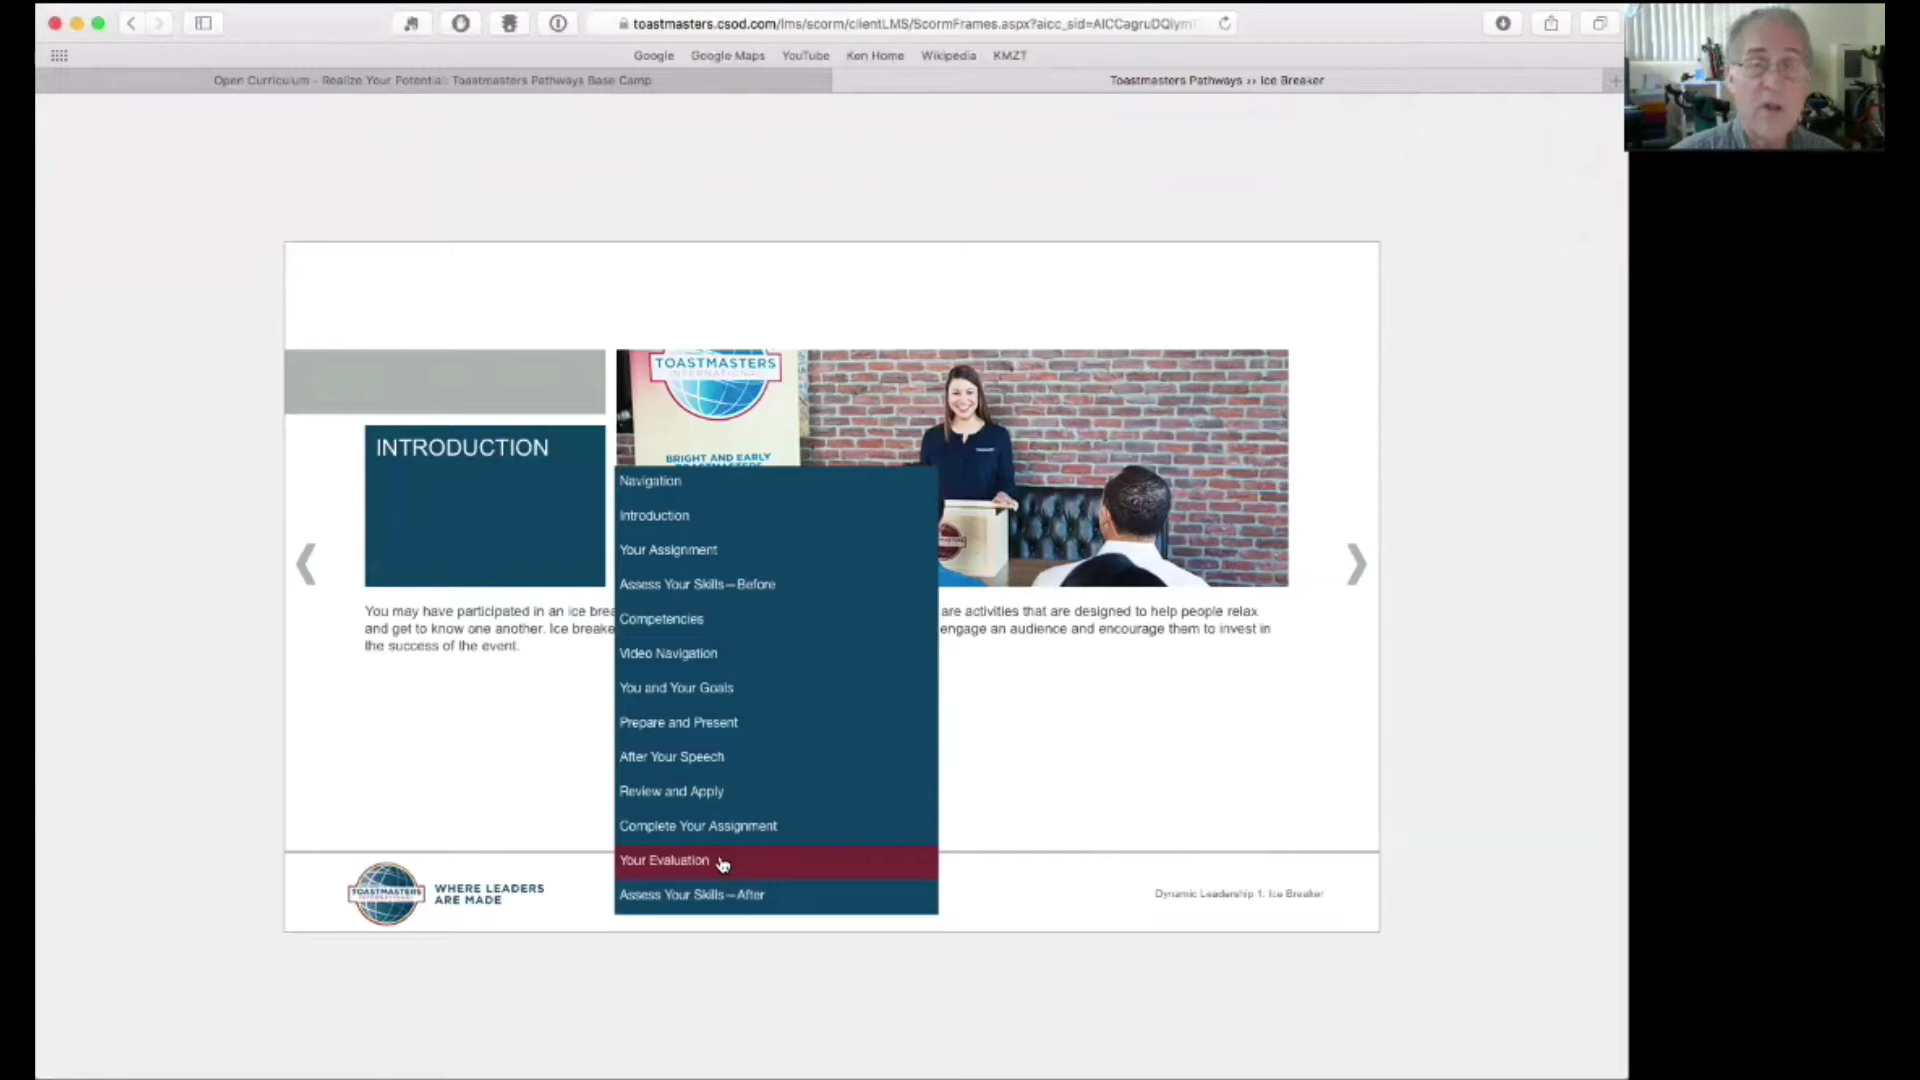 toastmasters.csod.com/lms/scorm/clientLMS/ScormFrames.aspx?aicc_sid=AICCagruDQlym
Google Google Maps YouTube Ken Home Wikipedia KMZT
Open Curriculum - Realize Your Potential: Toastmasters Pathways Base Camp
Toastmasters Pathways >> Ice Breaker
TOASTMASTERS
INTERNATIONAL
BRIGHT AND EARLY
INTRODUCTION
Navigation
Introduction
Your Assignment
Assess Your Skills—Before
Competencies
Video Navigation
You and Your Goals
Prepare and Present
After Your Speech
Review and Apply
Complete Your Assignment
Your Evaluation
Assess Your Skills—After
You may have participated in an ice brea are activities that are designed to help people relax
and get to know one another. Ice breake engage an audience and encourage them to invest in
the success of the event.
TOASTMASTERS
WHERE LEADERS
ARE MADE
Dynamic Leadership 1. Ice Breaker